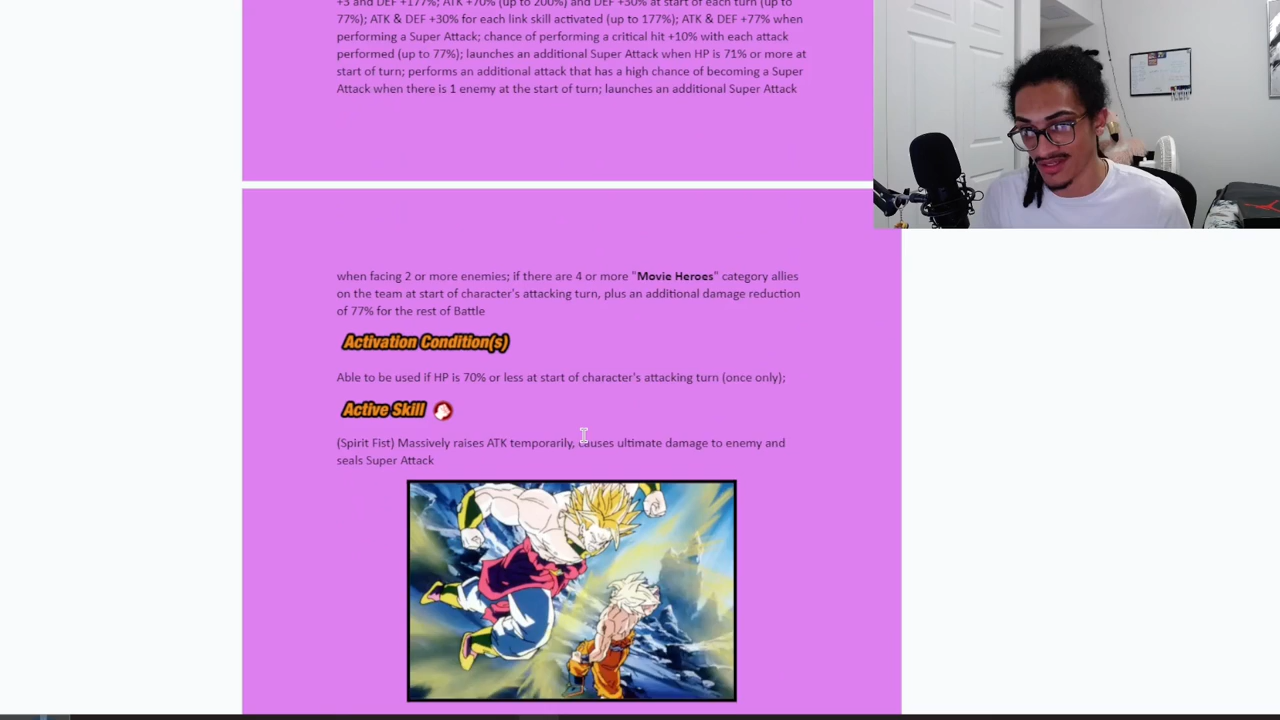 +3 and DEF +177%; ATK +70% (up to 200%) and DEF +30% at start of each turn (up to
77%); ATK & DEF +30% for each link skill activated (up to 177%); ATK & DEF +77% when
performing a Super Attack; chance of performing a critical hit +10% with each attack
performed (up to 77%); launches an additional Super Attack when HP is 71% or more at
start of turn; performs an additional attack that has a high chance of becoming a Super
Attack when there is 1 enemy at the start of turn; launches an additional Super Attack
when facing 2 or more enemies; if there are 4 or more "Movie Heroes" category allies
on the team at start of character's attacking turn, plus an additional damage reduction
of 77% for the rest of Battle
Activation Condition(s)
Able to be used if HP is 70% or less at start of character's attacking turn (once only);
Active Skill
(Spirit Fist) Massively raises ATK temporarily, causes ultimate damage to enemy and
seals Super Attack